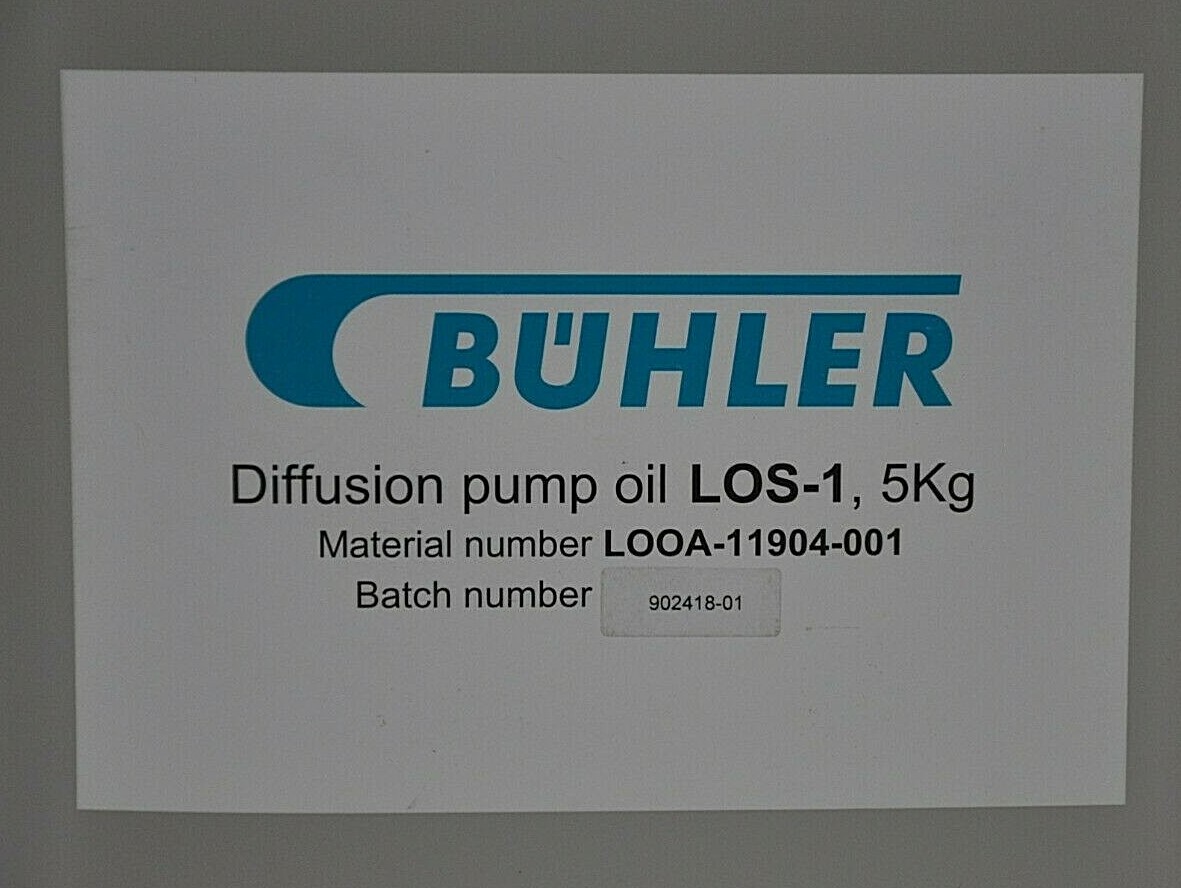 BÜHLER
Diffusion pump oil LOS-1, 5Kg
Material number LOOA-11904-001
Batch number 902418-01